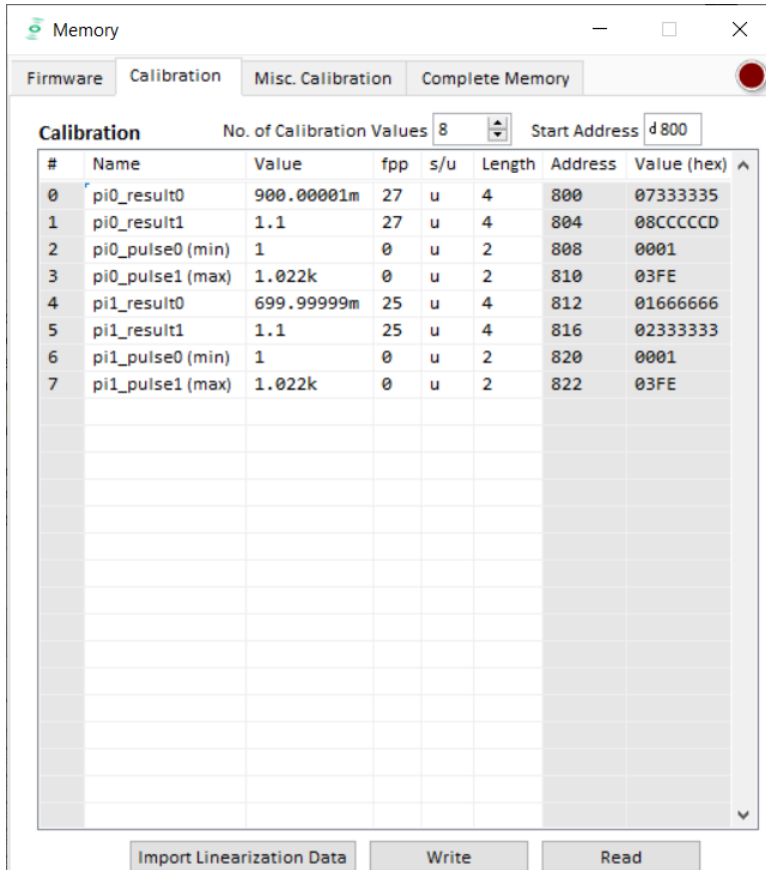 Memory
Firmware Calibration Misc. Calibration Complete Memory
Calibration No. of Calibration Values 8 Start Address d 800
# Name Value fpp s/u Length Address Value (hex)
0 pi0_result0 900.00001m 27 u 4 800 07333335
1 pi0_result1 1.1 27 u 4 804 08CCCCCD
2 pi0_pulse0 (min) 1 0 u 2 808 0001
3 pi0_pulse1 (max) 1.022k 0 u 2 810 03FE
4 pi1_result0 699.99999m 25 u 4 812 01666666
5 pi1_result1 1.1 25 u 4 816 02333333
6 pi1_pulse0 (min) 1 0 u 2 820 0001
7 pi1_pulse1 (max) 1.022k 0 u 2 822 03FE
Import Linearization Data Write Read